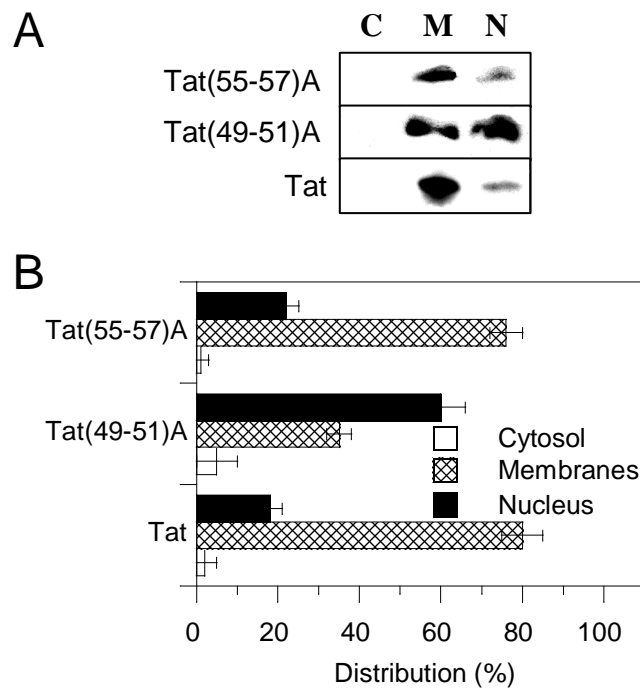 A
C M N
Tat(55-57)A
Tat(49-51)A
Tat
B
Tat(55-57)A
Tat(49-51)A
Tat
Cytosol
Membranes
Nucleus
0 20 40 60 80 100
Distribution (%)